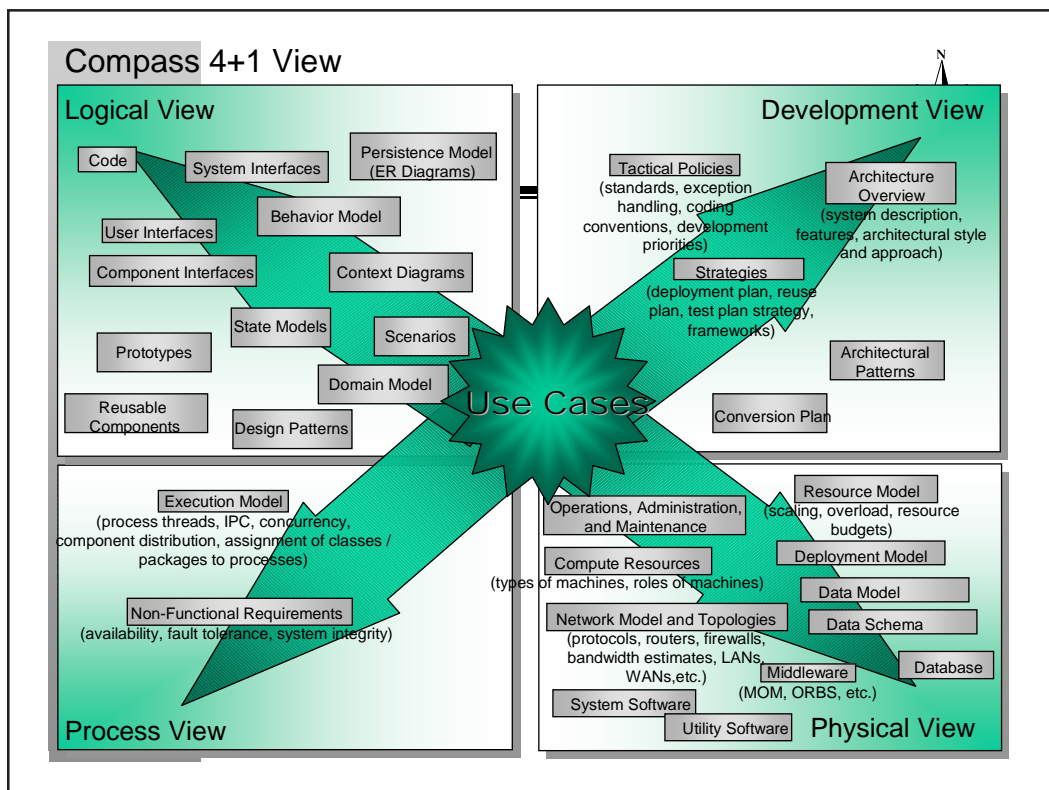 Compass 4+1 View
N
Logical View
Code
System Interfaces
Persistence Model
(ER Diagrams)
Behavior Model
User Interfaces
Component Interfaces
Context Diagrams
State Models
Scenarios
Prototypes
Domain Model
Reusable
Components
Design Patterns
Development View
Tactical Policies
(standards, exception
handling, coding
conventions, development
priorities)
Architecture
Overview
(system description,
features, architectural style
and approach)
Strategies
(deployment plan, reuse
plan, test plan strategy,
frameworks)
Architectural
Patterns
Conversion Plan
Use Cases
Execution Model
(process threads, IPC, concurrency,
component distribution, assignment of classes /
packages to processes)
Non-Functional Requirements
(availability, fault tolerance, system integrity)
Process View
Operations, Administration,
and Maintenance
Resource Model
(scaling, overload, resource
budgets)
Compute Resources
(types of machines, roles of machines)
Deployment Model
Data Model
Network Model and Topologies
(protocols, routers, firewalls,
bandwidth estimates, LANs,
WANs,etc.)
Data Schema
Middleware
(MOM, ORBS, etc.)
Database
System Software
Utility Software
Physical View